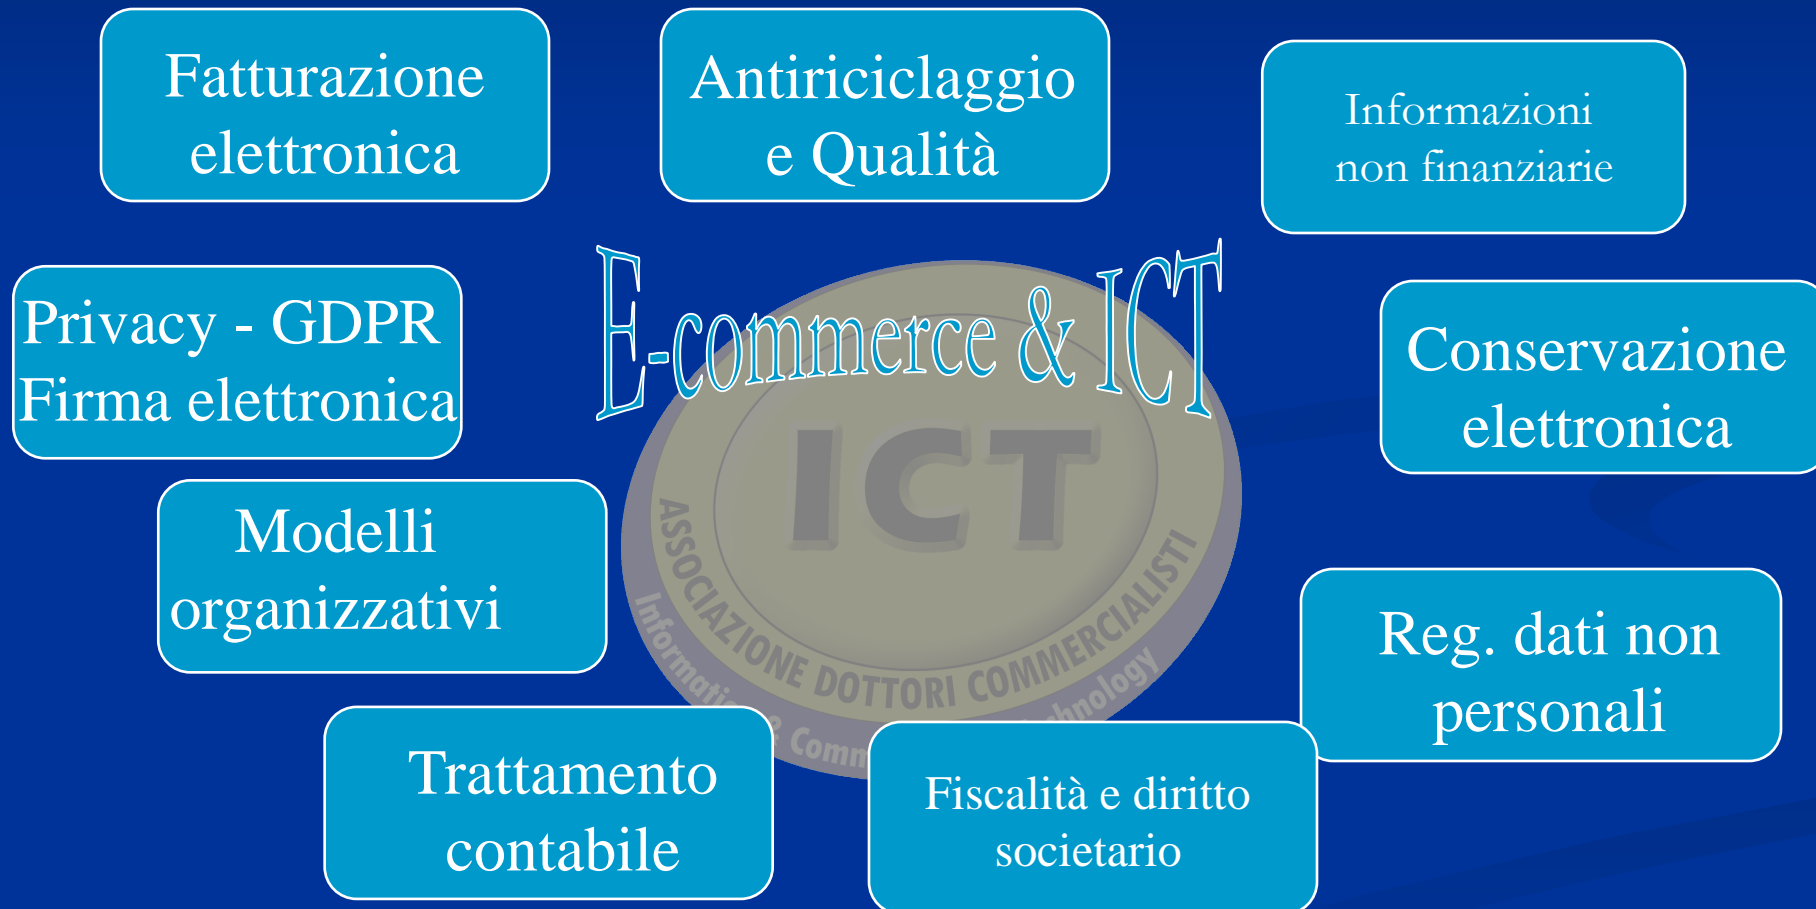 Fatturazione
elettronica
Antiriciclaggio
e Qualità
Informazioni
non finanziarie
E-commerce & ICT
Privacy - GDPR
Firma elettronica
Conservazione
elettronica
ICT
ASSOCIAZIONE DOTTORI COMMERCIALISTI
Modelli
organizzativi
Reg. dati non
personali
Trattamento
contabile
Fiscalità e diritto
societario